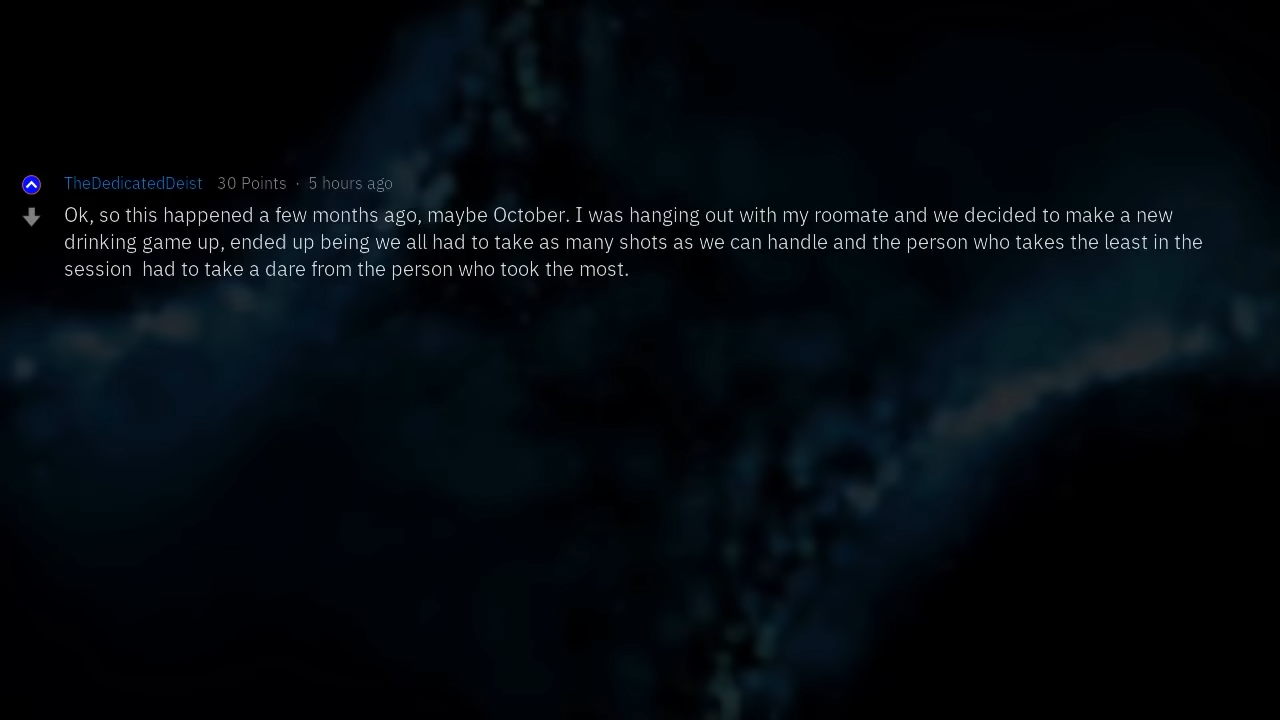 TheDedicatedDeist 30 Points · 5 hours ago
Ok, so this happened a few months ago, maybe October. I was hanging out with my roomate and we decided to make a new
drinking game up, ended up being we all had to take as many shots as we can handle and the person who takes the least in the
session  had to take a dare from the person who took the most.